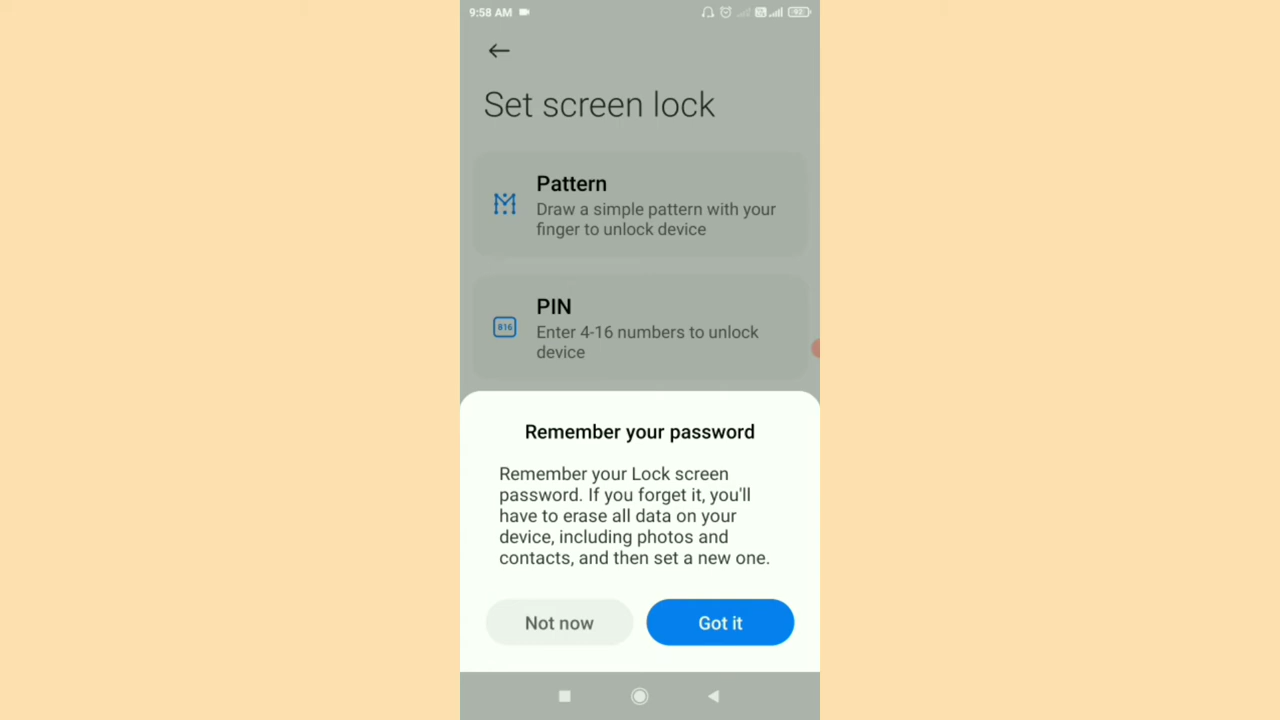 9:58 AM
92
Set screen lock
Pattern
Draw a simple pattern with your
finger to unlock device
816
PIN
Enter 4-16 numbers to unlock
device
Remember your password
Remember your Lock screen
password. If you forget it, you'll
have to erase all data on your
device, including photos and
contacts, and then set a new one.
Not now
Got it